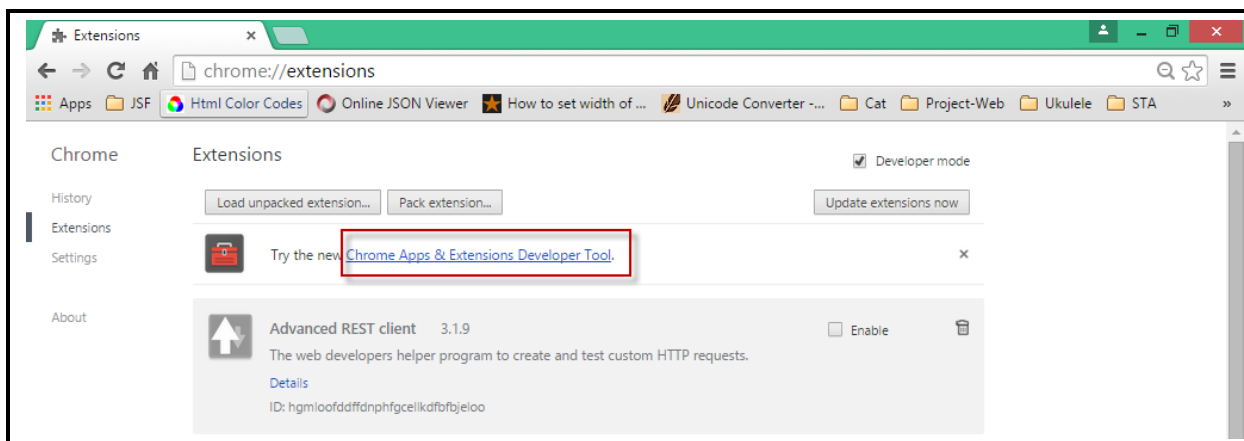 Extensions
chrome://extensions
Apps JSF Html Color Codes Online JSON Viewer How to set width of ... Unicode Converter -... Cat Project-Web Ukulele STA »
Chrome Extensions Developer mode
History Load unpacked extension... Pack extension... Update extensions now
Extensions
Settings Try the new Chrome Apps & Extensions Developer Tool.
About Advanced REST client 3.1.9 Enable
The web developers helper program to create and test custom HTTP requests.
Details
ID: hgmloofddffdnphfgcellkdfbfbjeloo